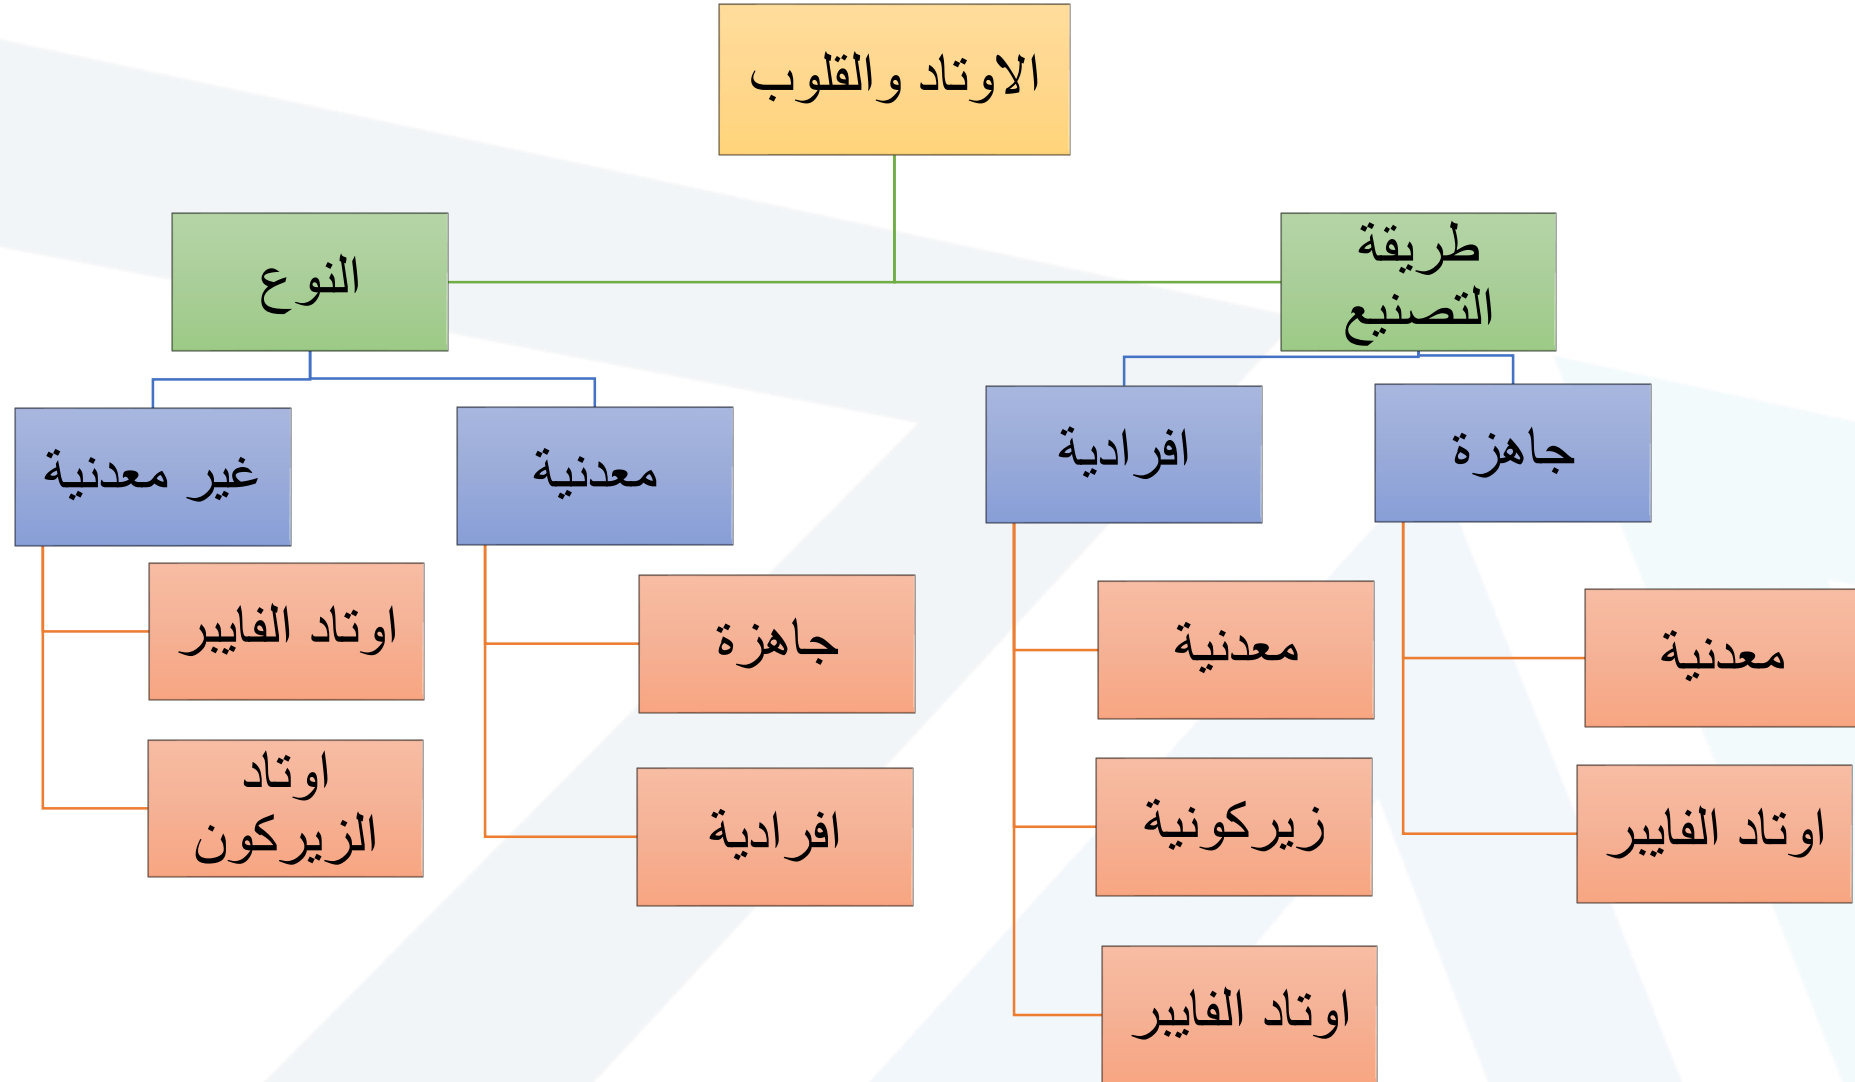 الاوتاد والقلوب
طريقة
التصنيع
النوع
جاهزة
افرادية
معدنية
غير معدنية
معدنية
اوتاد الفايبر
معدنية
زيركونية
اوتاد الفايبر
جاهزة
افرادية
اوتاد الفايبر
اوتاد
الزيركون